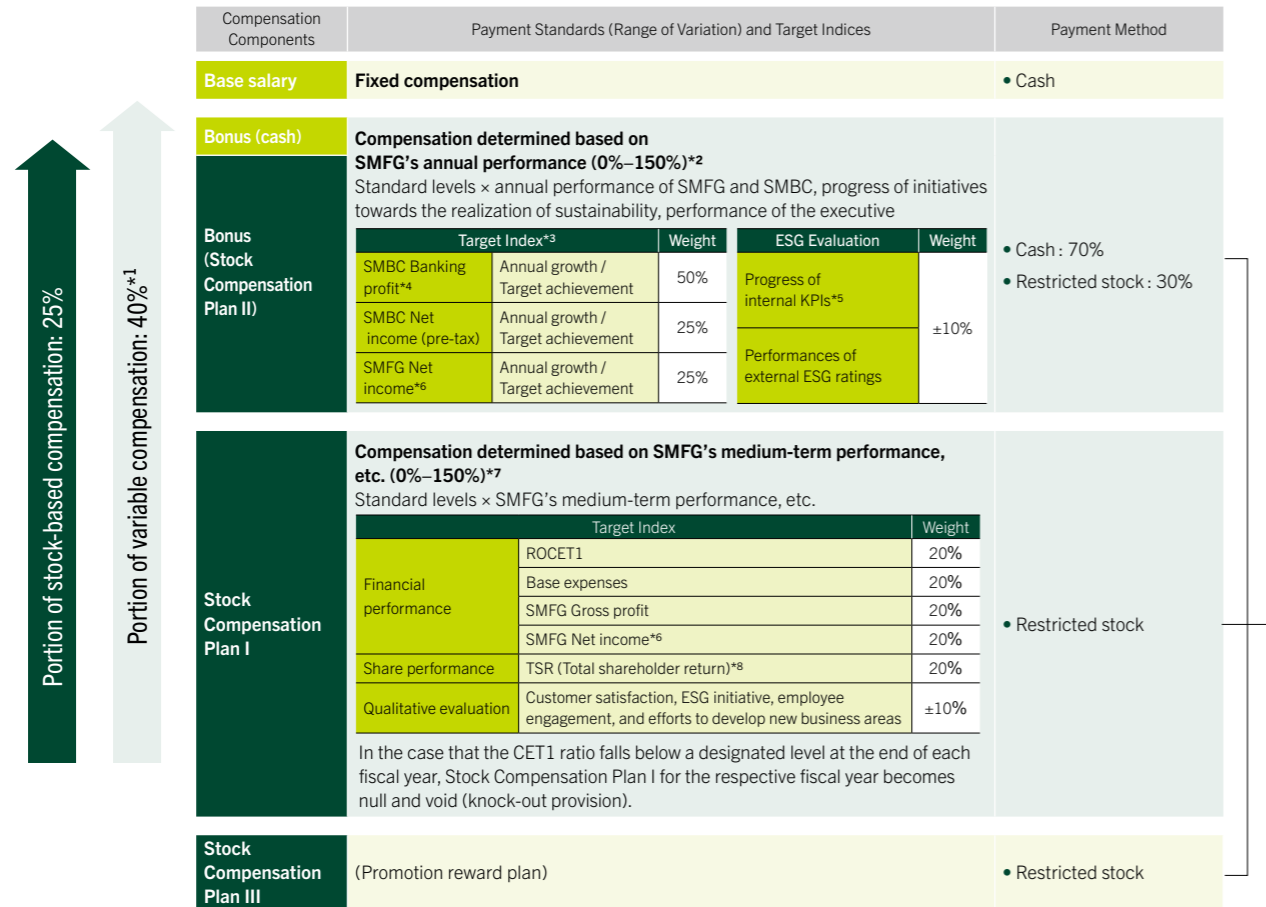 Compensation
Components
Payment Standards (Range of Variation) and Target Indices
Payment Method
Base salary
Fixed compensation
• Cash
Portion of stock-based compensation: 25%
Portion of variable compensation: 40%*1
Bonus (cash)
Bonus
(Stock
Compensation
Plan II)
Compensation determined based on
SMFG's annual performance (0%–150%)*2
Standard levels × annual performance of SMFG and SMBC, progress of initiatives
towards the realization of sustainability, performance of the executive
Target Index*3
Weight
SMBC Banking
profit*4
Annual growth /
Target achievement
50%
SMBC Net
income (pre-tax)
Annual growth /
Target achievement
25%
SMFG Net
income*6
Annual growth /
Target achievement
25%
ESG Evaluation
Weight
Progress of
internal KPIs*5
Performances of
external ESG ratings
±10%
• Cash : 70%
• Restricted stock : 30%
Stock
Compensation
Plan I
Compensation determined based on SMFG's medium-term performance,
etc. (0%–150%)*7
Standard levels × SMFG's medium-term performance, etc.
Target Index
Weight
Financial
performance
ROCET1
20%
Base expenses
20%
SMFG Gross profit
20%
SMFG Net income*6
20%
Share performance
TSR (Total shareholder return)*8
20%
Qualitative evaluation
Customer satisfaction, ESG initiative, employee
engagement, and efforts to develop new business areas
±10%
In the case that the CET1 ratio falls below a designated level at the end of each
fiscal year, Stock Compensation Plan I for the respective fiscal year becomes
null and void (knock-out provision).
• Restricted stock
Stock
Compensation
Plan III
(Promotion reward plan)
• Restricted stock